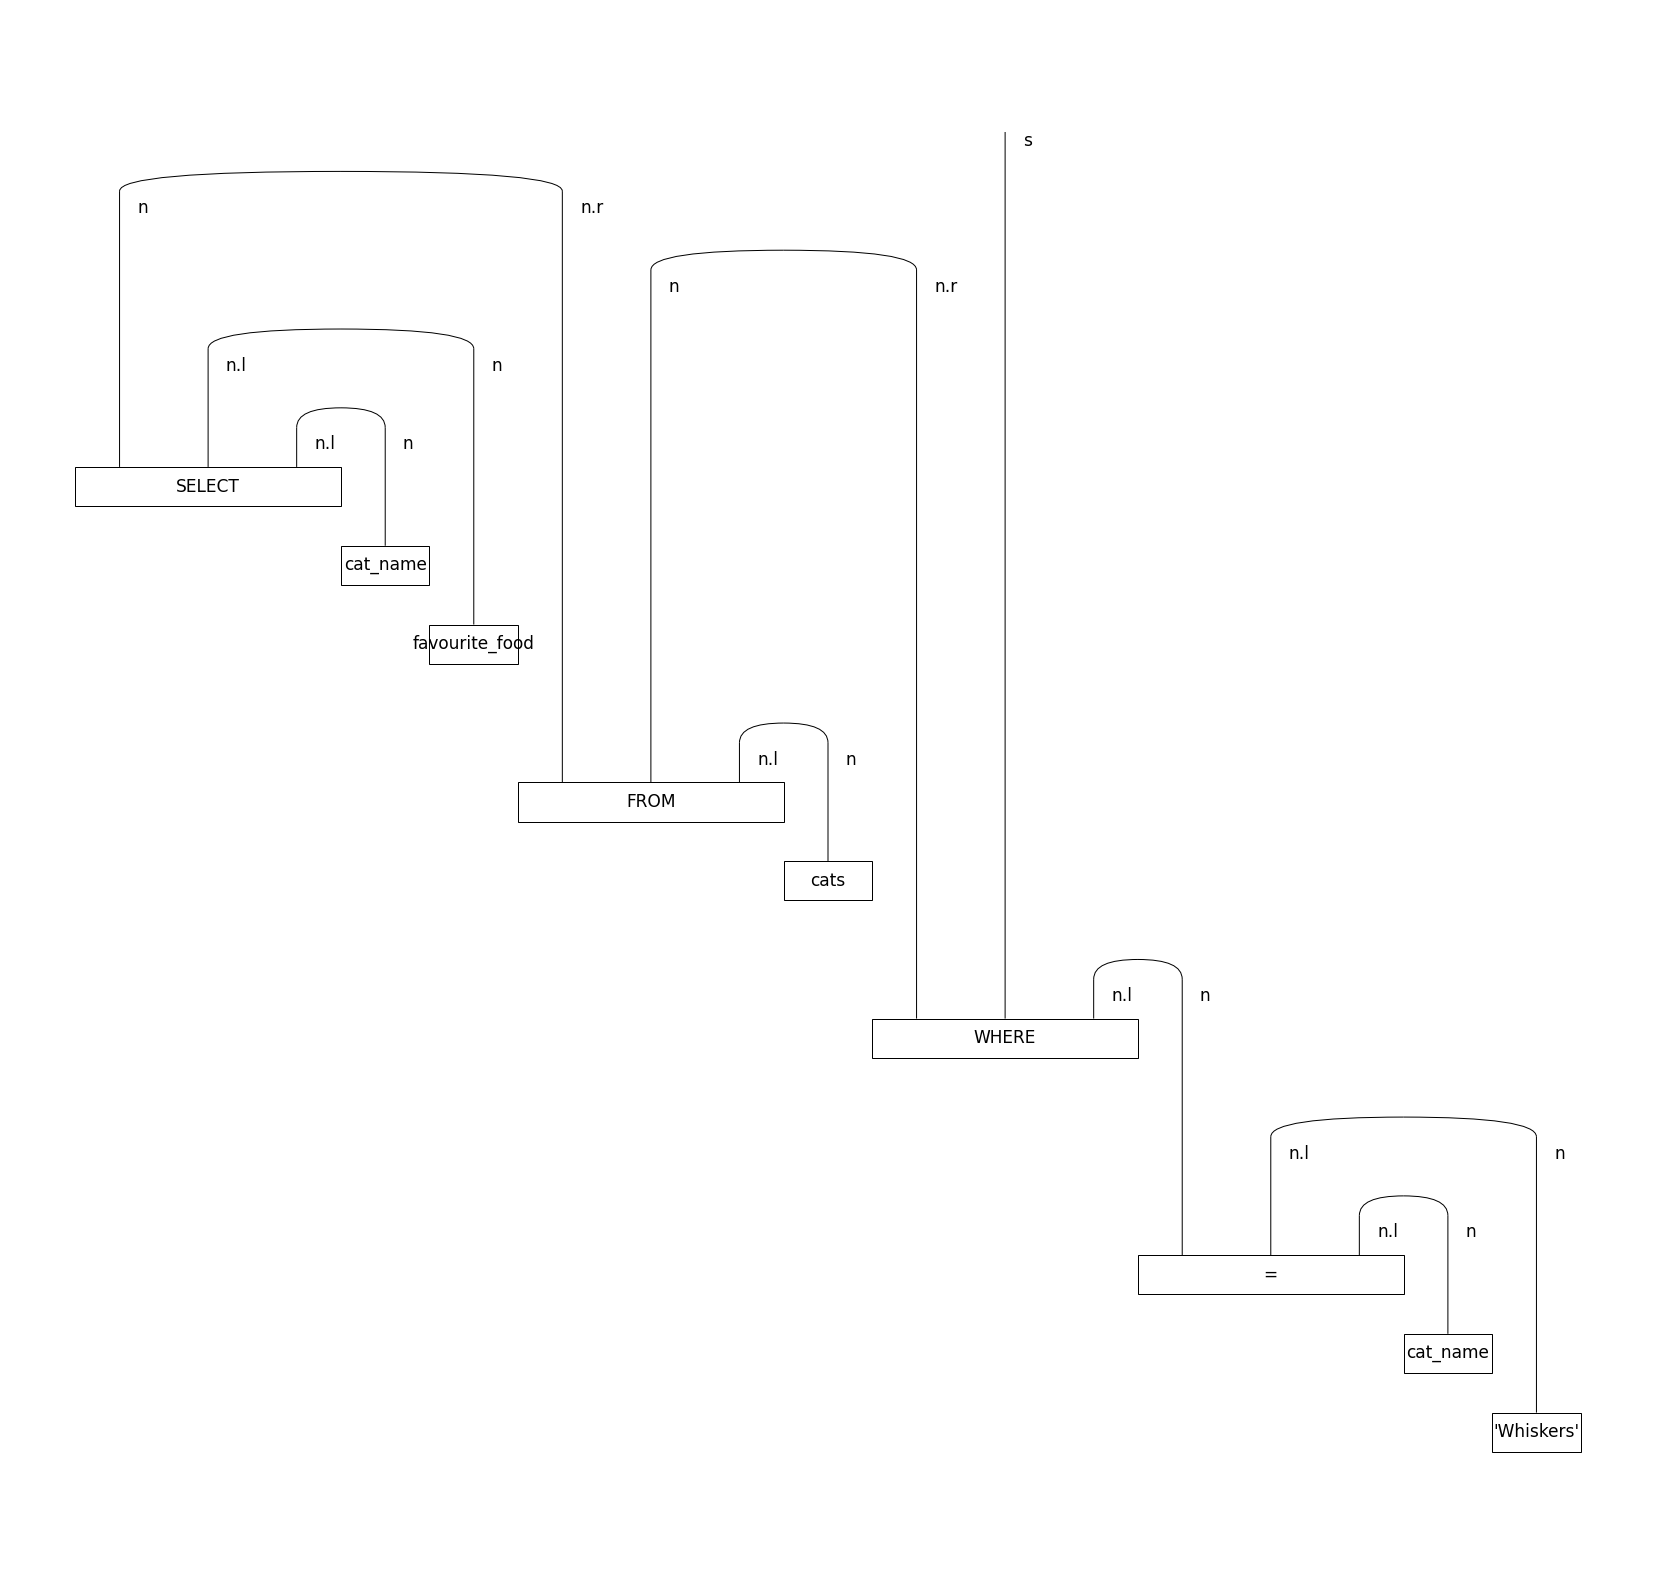 s
n
n.r
n
n.r
n.l
n
n.l
n
SELECT
cat_name
favourite_food
n.l
n
FROM
cats
n.l
n
WHERE
n.l
n
n.l
n
=
cat_name
'Whiskers'